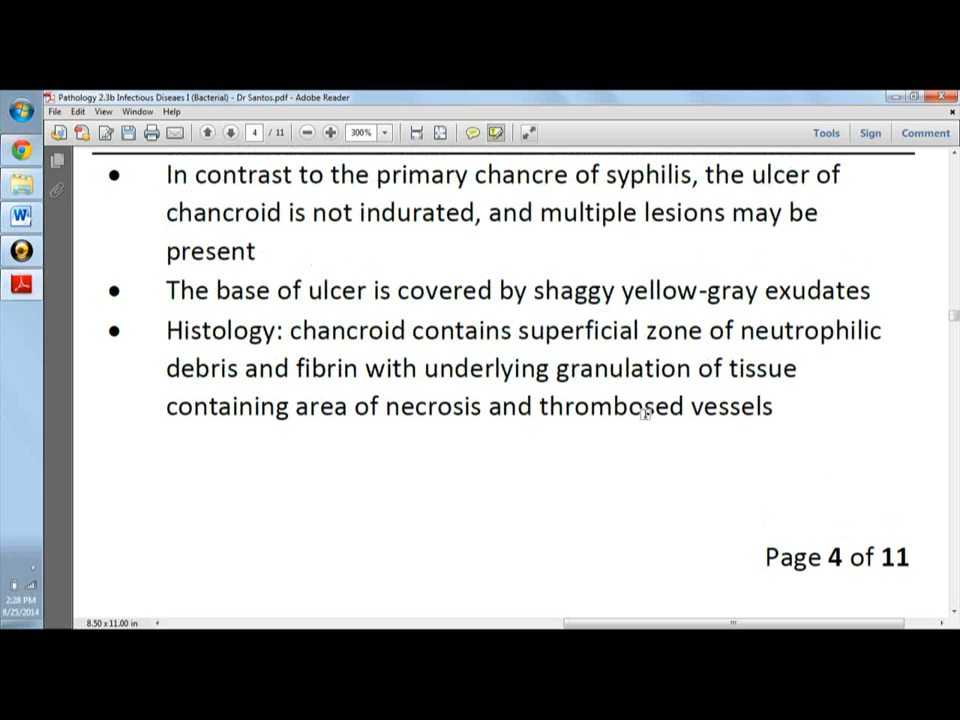 Pathology 2.3b Infectious Diseaes I (Bacterial) - Dr Santos.pdf - Adobe Reader
File Edit View Window Help
4 / 11 300% Tools Sign Comment
• In contrast to the primary chancre of syphilis, the ulcer of
chancroid is not indurated, and multiple lesions may be
present
• The base of ulcer is covered by shaggy yellow-gray exudates
• Histology: chancroid contains superficial zone of neutrophilic
debris and fibrin with underlying granulation of tissue
containing area of necrosis and thrombosed vessels
Page 4 of 11
2:28 PM
8/25/2014
8.50 x 11.00 in